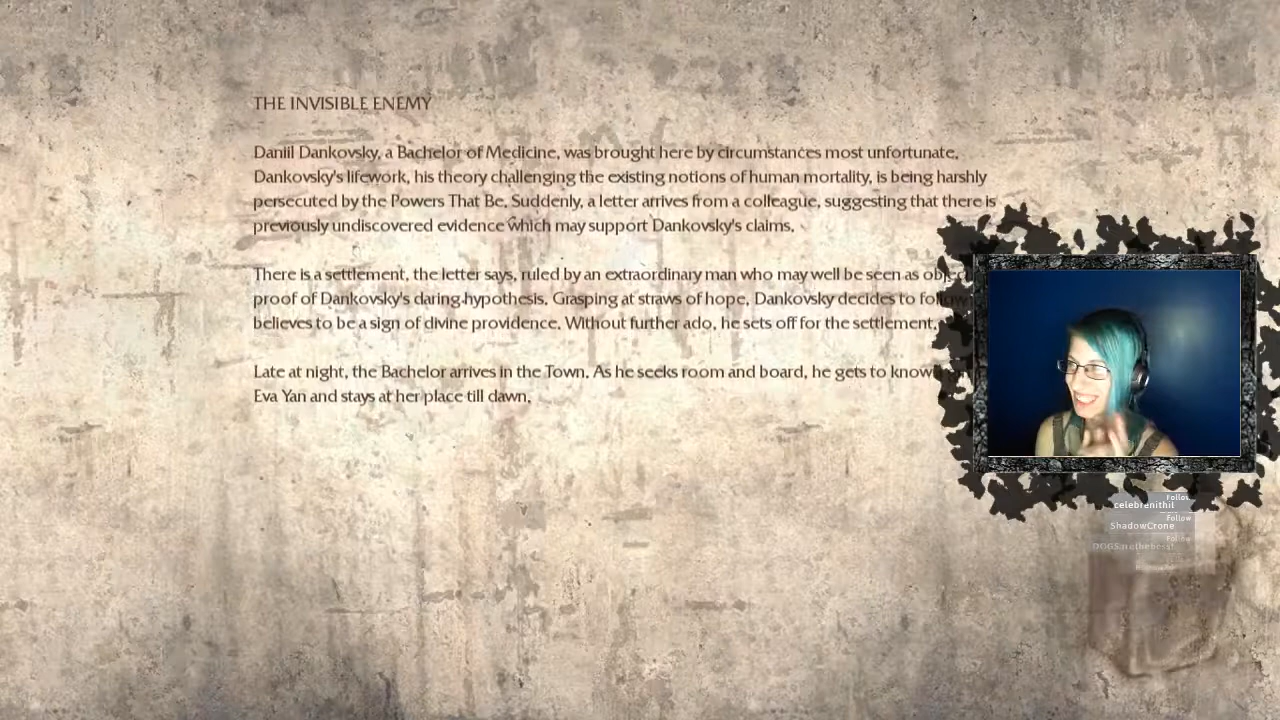 THE INVISIBLE ENEMY
Daniil Dankovsky, a Bachelor of Medicine, was brought here by circumstances most unfortunate.
Dankovsky's lifework, his theory challenging the existing notions of human mortality, is being harshly
persecuted by the Powers That Be. Suddenly, a letter arrives from a colleague, suggesting that there is
previously undiscovered evidence which may support Dankovsky's claims.
There is a settlement, the letter says, ruled by an extraordinary man who may well be seen as
proof of Dankovsky's daring hypothesis. Grasping at straws of hope, Dankovsky decides to follow
believes to be a sign of divine providence. Without further ado, he sets off for the settlement.
Late at night, the Bachelor arrives in the Town. As he seeks room and board, he gets to know
Eva Yan and stays at her place till dawn.
Follow
celebrenithil
Follow
ShadowCrone
Follow